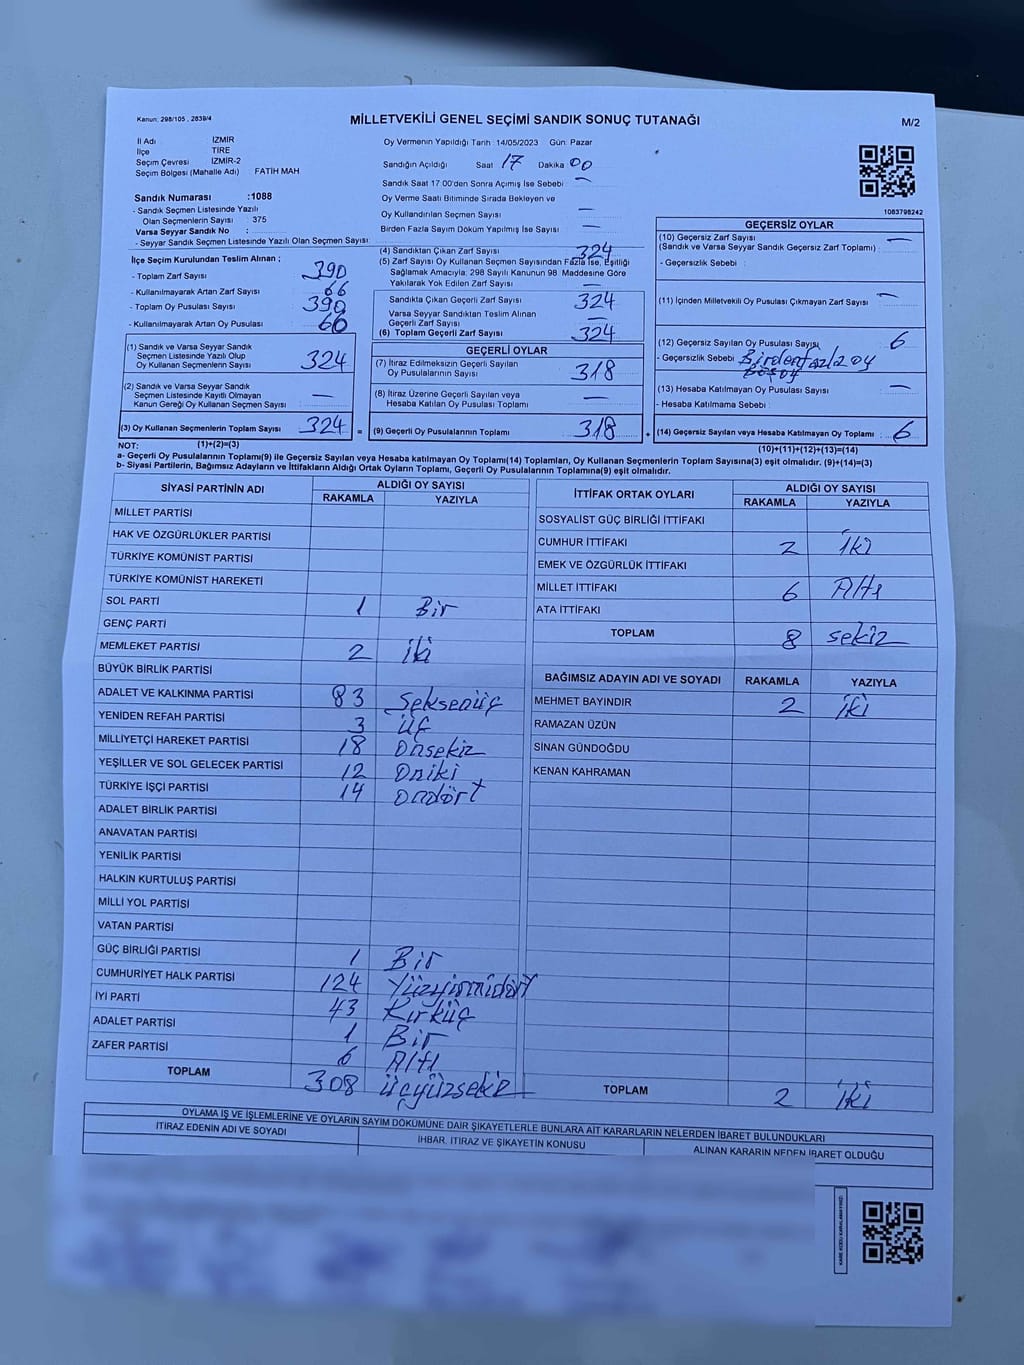 Kanun: 298/105 , 2839/4
MİLLETVEKİLİ GENEL SEÇİMİ SANDIK SONUÇ TUTANAĞI
M/2
İl Adı İZMİR
İlçe TİRE
Seçim Çevresi İZMİR-2
Seçim Bölgesi (Mahalle Adı) FATİH MAH
Oy Vermenin Yapıldığı Tarih :14/05/2023 Gün: Pazar
Sandığın Açıldığı Saat 17 Dakika 00
Sandık Saat 17.00'den Sonra Açımış İse Sebebi : —
Oy Verme Saati Bitiminde Sırada Bekleyen ve
Oy Kullandırılan Seçmen Sayısı —
Birden Fazla Sayım Döküm Yapılmış İse Sayısı —
1083798242
Sandık Numarası :1088
- Sandık Seçmen Listesinde Yazılı
Olan Seçmenlerin Sayısı : 375
Varsa Seyyar Sandık No :
- Seyyar Sandık Seçmen Listesinde Yazılı Olan Seçmen Sayısı:
İlçe Seçim Kurulundan Teslim Alınan ;
- Toplam Zarf Sayısı 390
- Kullanılmayarak Artan Zarf Sayısı : 66
- Toplam Oy Pusulası Sayısı : 390
- Kullanılmayarak Artan Oy Pusulası : 66
(1) Sandık ve Varsa Seyyar Sandık
Seçmen Listesinde Yazılı Olup
Oy Kullanan Seçmenlerin Sayısı 324
(2) Sandık ve Varsa Seyyar Sandık
Seçmen Listesinde Kayıtlı Olmayan
Kanun Gereği Oy Kullanan Seçmen Sayısı : —
(3) Oy Kullanan Seçmenlerin Toplam Sayısı 324 =
(1)+(2)=(3)
(4) Sandıktan Çıkan Zarf Sayısı 324
(5) Zarf Sayısı Oy Kullanan Seçmen Sayısından Fazla İse, Eşitliği
Sağlamak Amacıyla; 298 Sayılı Kanunun 98. Maddesine Göre
Yakılarak Yok Edilen Zarf Sayısı —
Sandıkta Çıkan Geçerli Zarf Sayısı 324
Varsa Seyyar Sandıktan Teslim Alınan
Geçerli Zarf Sayısı —
(6) Toplam Geçerli Zarf Sayısı 324
GEÇERLİ OYLAR
(7) İtiraz Edilmeksizin Geçerli Sayılan
Oy Pusulalarının Sayısı 318
(8) İtiraz Üzerine Geçerli Sayılan veya
Hesaba Katılan Oy Pusulaları Toplamı —
(9) Geçerli Oy Pusulalarının Toplamı 318 +
GEÇERSİZ OYLAR
(10) Geçersiz Zarf Sayısı —
(Sandık ve Varsa Seyyar Sandık Geçersiz Zarf Toplamı) :
- Geçersizlik Sebebi :
(11) İçinden Milletvekili Oy Pusulası Çıkmayan Zarf Sayısı —
(12) Geçersiz Sayılan Oy Pusulası Sayısı 6
- Geçersizlik Sebebi : Birden fazla oy
Boş oy
(13) Hesaba Katılmayan Oy Pusulası Sayısı —
- Hesaba Katılmama Sebebi :
(14) Geçersiz Sayılan veya Hesaba Katılmayan Oy Toplamı : 6
(10)+(11)+(12)+(13)=(14)
NOT:
a- Geçerli Oy Pusulalarının Toplamı(9) ile Geçersiz Sayılan veya Hesaba katılmayan Oy Toplamı(14) Toplamları, Oy Kullanan Seçmenlerin Toplam Sayısına(3) eşit olmalıdır. (9)+(14)=(3)
b- Siyasi Partilerin, Bağımsız Adayların ve İttifakların Aldığı Ortak Oyların Toplamı, Geçerli Oy Pusulalarının Toplamına(9) eşit olmalıdır.
SİYASİ PARTİNİN ADI ALDIĞI OY SAYISI
RAKAMLA YAZIYLA
MİLLET PARTİSİ
HAK VE ÖZGÜRLÜKLER PARTİSİ
TÜRKİYE KOMÜNİST PARTİSİ
TÜRKİYE KOMÜNİST HAREKETİ
SOL PARTİ 1 Bir
GENÇ PARTİ
MEMLEKET PARTİSİ 2 iki
BÜYÜK BİRLİK PARTİSİ
ADALET VE KALKINMA PARTİSİ 83 Seksenüç
YENİDEN REFAH PARTİSİ 3 üç
MİLLİYETÇİ HAREKET PARTİSİ 18 Onsekiz
YEŞİLLER VE SOL GELECEK PARTİSİ 12 Oniki
TÜRKİYE İŞÇİ PARTİSİ 14 ondört
ADALET BİRLİK PARTİSİ
ANAVATAN PARTİSİ
YENİLİK PARTİSİ
HALKIN KURTULUŞ PARTİSİ
MİLLİ YOL PARTİSİ
VATAN PARTİSİ
GÜÇ BİRLİĞİ PARTİSİ 1 Bir
CUMHURİYET HALK PARTİSİ 124 Yüzyirmidört
İYİ PARTİ 43 Kırküç
ADALET PARTİSİ 1 Bir
ZAFER PARTİSİ 6 Altı
TOPLAM 308 üçyüzsekiz
İTTİFAK ORTAK OYLARI ALDIĞI OY SAYISI
RAKAMLA YAZIYLA
SOSYALİST GÜÇ BİRLİĞİ İTTİFAKI
CUMHUR İTTİFAKI 2 İki
EMEK VE ÖZGÜRLÜK İTTİFAKI
MİLLET İTTİFAKI 6 Altı
ATA İTTİFAKI
TOPLAM 8 sekiz
BAĞIMSIZ ADAYIN ADI VE SOYADI RAKAMLA YAZIYLA
MEHMET BAYINDIR 2 İki
RAMAZAN ÜZÜN
SİNAN GÜNDOĞDU
KENAN KAHRAMAN
TOPLAM 2 İki
OYLAMA İŞ VE İŞLEMLERİNE VE OYLARIN SAYIM DÖKÜMÜNE DAİR ŞİKAYETLERLE BUNLARA AİT KARARLARIN NELERDEN İBARET BULUNDUKLARI
İTİRAZ EDENİN ADI VE SOYADI
İHBAR, İTİRAZ VE ŞİKAYETİN KONUSU
ALINAN KARARIN NEDEN İBARET OLDUĞU